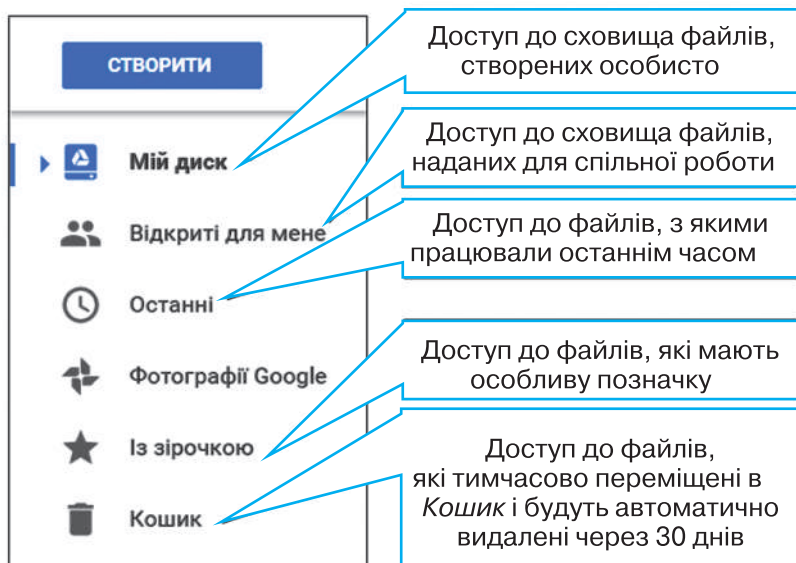 СТВОРИТИ
Мій диск
Відкриті для мене
Останні
Фотографії Google
Із зірочкою
Кошик
Доступ до сховища файлів,
створених особисто
Доступ до сховища файлів,
наданих для спільної роботи
Доступ до файлів, з якими
працювали останнім часом
Доступ до файлів, які мають
особливу позначку
Доступ до файлів,
які тимчасово переміщені в
Кошик і будуть автоматично
видалені через 30 днів